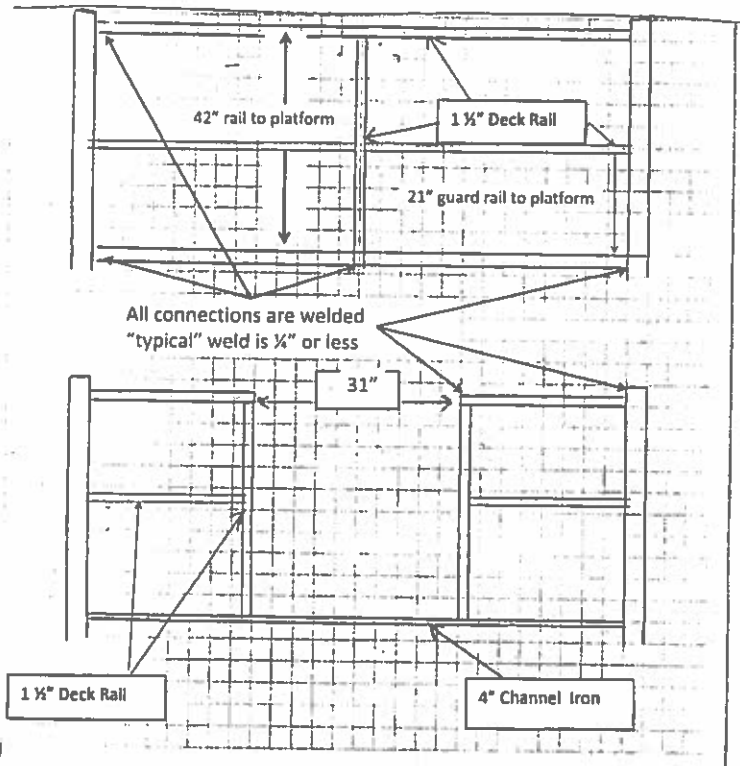 42" rail to platform
1 ½" Deck Rail
21" guard rail to platform
All connections are welded
"typical" weld is ¼" or less
31"
1 ½" Deck Rail
4" Channel Iron